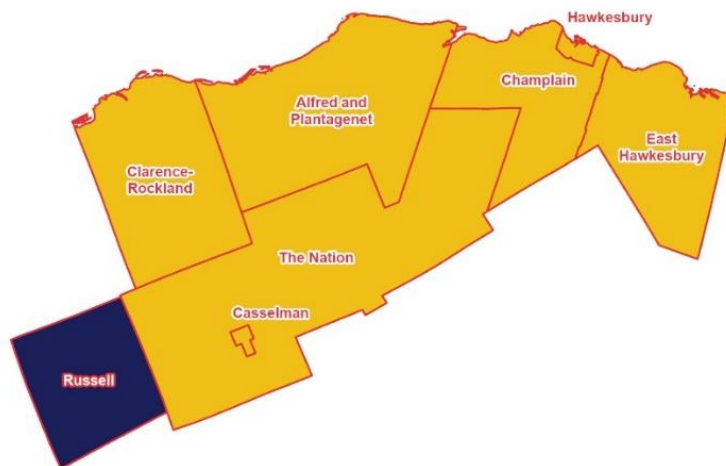 Hawkesbury
Champlain
Alfred and
Plantagenet
East
Hawkesbury
Clarence-
Rockland
The Nation
Casselman
Russell